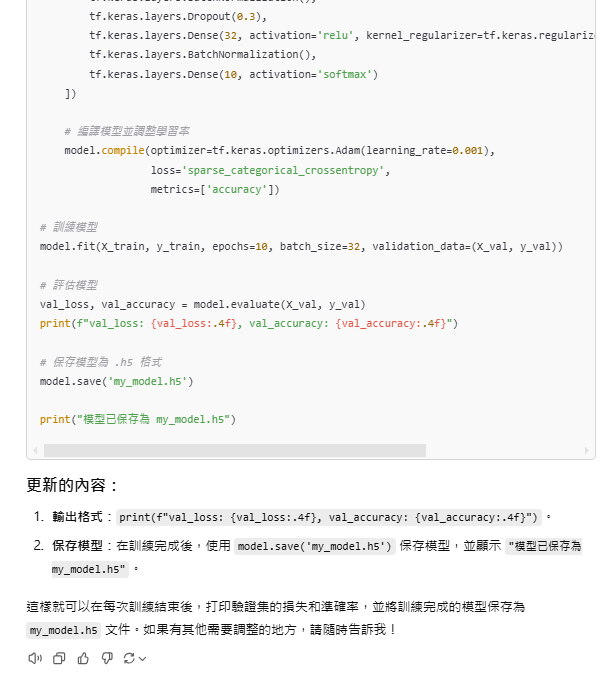 tf.keras.layers.Dropout(0.3),
tf.keras.layers.Dense(32, activation='relu', kernel_regularizer=tf.keras.regularize
tf.keras.layers.BatchNormalization(),
tf.keras.layers.Dense(10, activation='softmax')
])
# 編譯模型並調整學習率
model.compile(optimizer=tf.keras.optimizers.Adam(learning_rate=0.001),
loss='sparse_categorical_crossentropy',
metrics=['accuracy'])
# 訓練模型
model.fit(X_train, y_train, epochs=10, batch_size=32, validation_data=(X_val, y_val))
# 評估模型
val_loss, val_accuracy = model.evaluate(X_val, y_val)
print(f"val_loss: {val_loss:.4f}, val_accuracy: {val_accuracy:.4f}")
# 保存模型為 .h5 格式
model.save('my_model.h5')
print("模型已保存為 my_model.h5")
更新的內容：
1. 輸出格式：print(f"val_loss: {val_loss:.4f}, val_accuracy: {val_accuracy:.4f}")。
2. 保存模型：在訓練完成後，使用 model.save('my_model.h5') 保存模型，並顯示 "模型已保存為
my_model.h5"。
這樣就可以在每次訓練結束後，打印驗證集的損失和準確率，並將訓練完成的模型保存為
my_model.h5 文件。如果有其他需要調整的地方，請隨時告訴我！